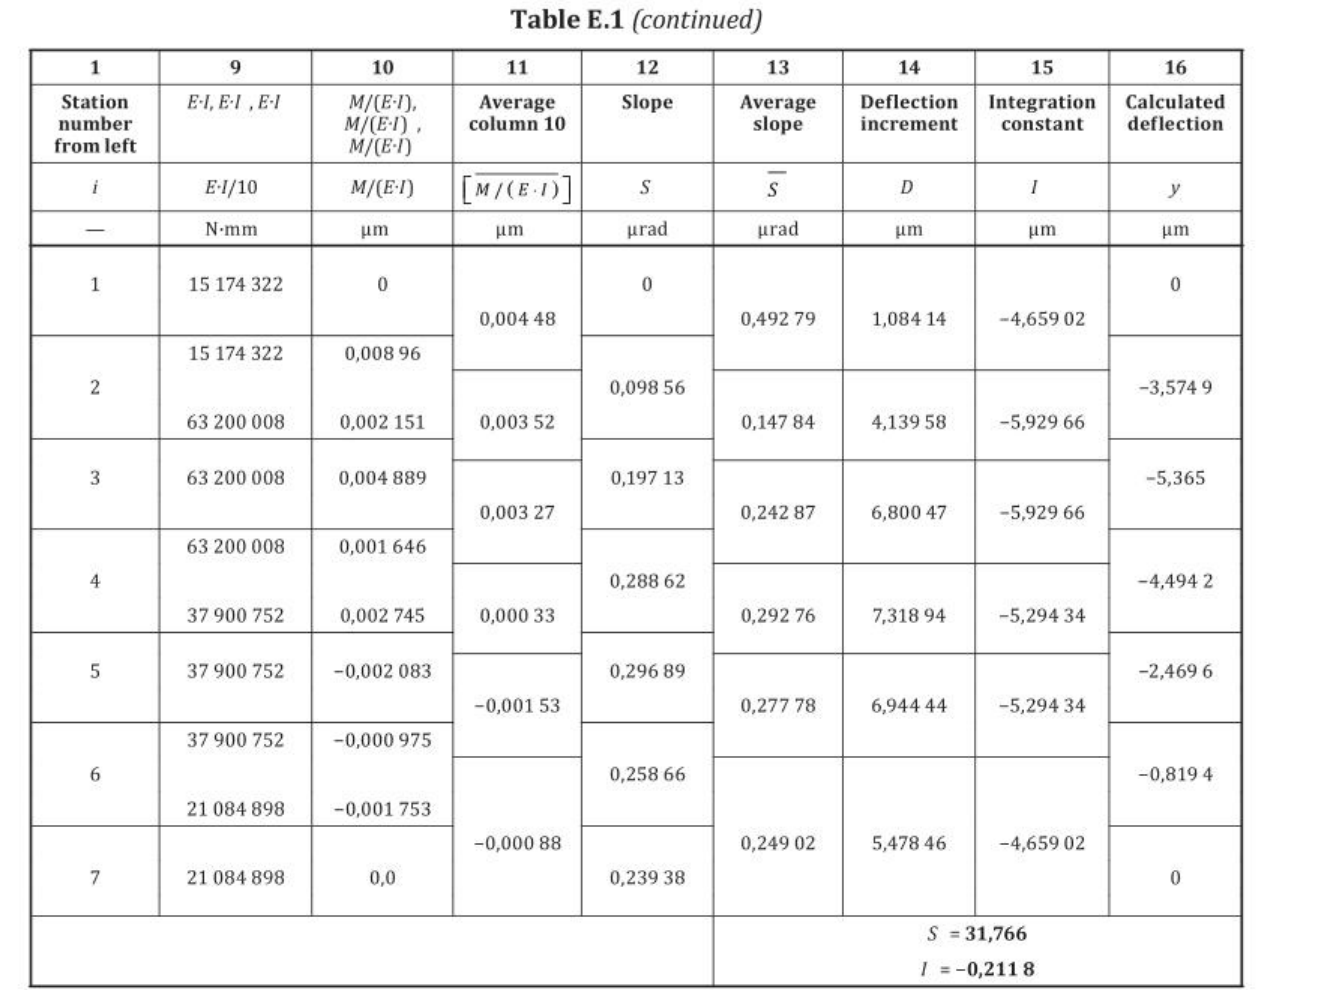 Table E.1 (continued)
1 9 10 11 12 13 14 15 16
Station number from left E·I, E·I , E·I M/(E·I), M/(E·I) , M/(E·I) Average column 10 Slope Average slope Deflection increment Integration constant Calculated deflection
i E·I/10 M/(E·I) [M/(E·I)] S S D I y
— N·mm µm µm µrad µrad µm µm µm
1 15 174 322 0 0 0
0,004 48 0,492 79 1,084 14 −4,659 02
15 174 322 0,008 96
2 0,098 56 −3,574 9
63 200 008 0,002 151 0,003 52 0,147 84 4,139 58 −5,929 66
3 63 200 008 0,004 889 0,197 13 −5,365
0,003 27 0,242 87 6,800 47 −5,929 66
63 200 008 0,001 646
4 0,288 62 −4,494 2
37 900 752 0,002 745 0,000 33 0,292 76 7,318 94 −5,294 34
5 37 900 752 −0,002 083 0,296 89 −2,469 6
−0,001 53 0,277 78 6,944 44 −5,294 34
37 900 752 −0,000 975
6 0,258 66 −0,819 4
21 084 898 −0,001 753
−0,000 88 0,249 02 5,478 46 −4,659 02
7 21 084 898 0,0 0,239 38 0
S = 31,766
I = −0,211 8